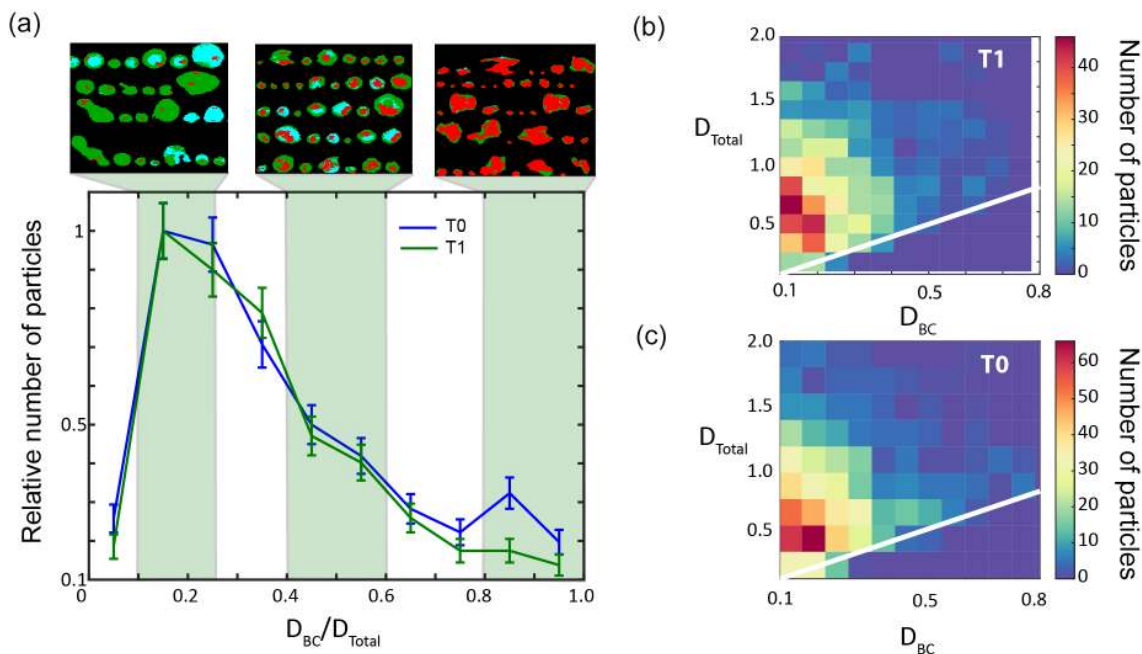 (a)
T0
T1
1
0.5
0.1
Relative number of particles
0 0.2 0.4 0.6 0.8 1.0
D_BC/D_Total
(b)
T1
2.0
1.5
1.0
0.5
D_Total
0.1 0.5 0.8
D_BC
40
30
20
10
0
Number of particles
(c)
T0
2.0
1.5
1.0
0.5
D_Total
0.1 0.5 0.8
D_BC
60
50
40
30
20
10
0
Number of particles